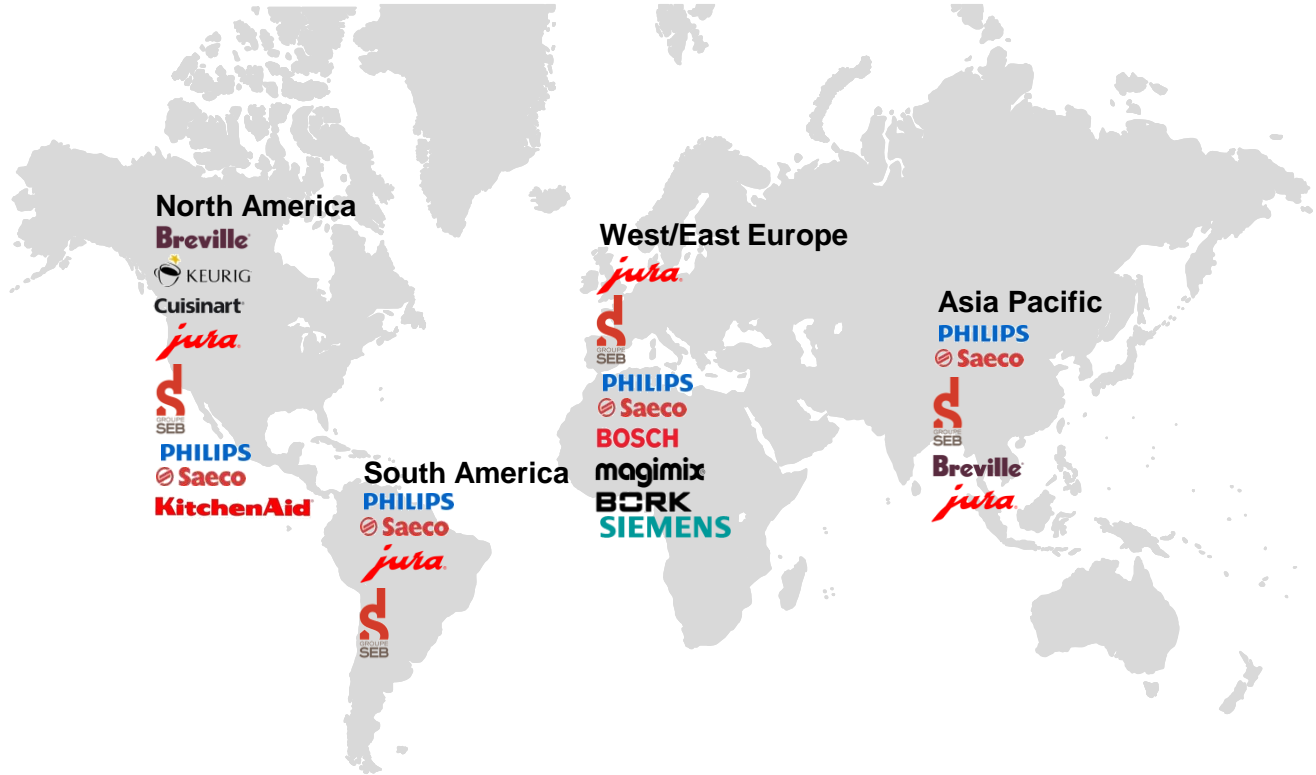 North America
Breville
KEURIG
Cuisinart
jura
GROUPE
SEB
PHILIPS
Saeco
KitchenAid
South America
PHILIPS
Saeco
jura
GROUPE
SEB
West/East Europe
jura
GROUPE
SEB
PHILIPS
Saeco
BOSCH
magimix
BORK
SIEMENS
Asia Pacific
PHILIPS
Saeco
GROUPE
SEB
Breville
jura